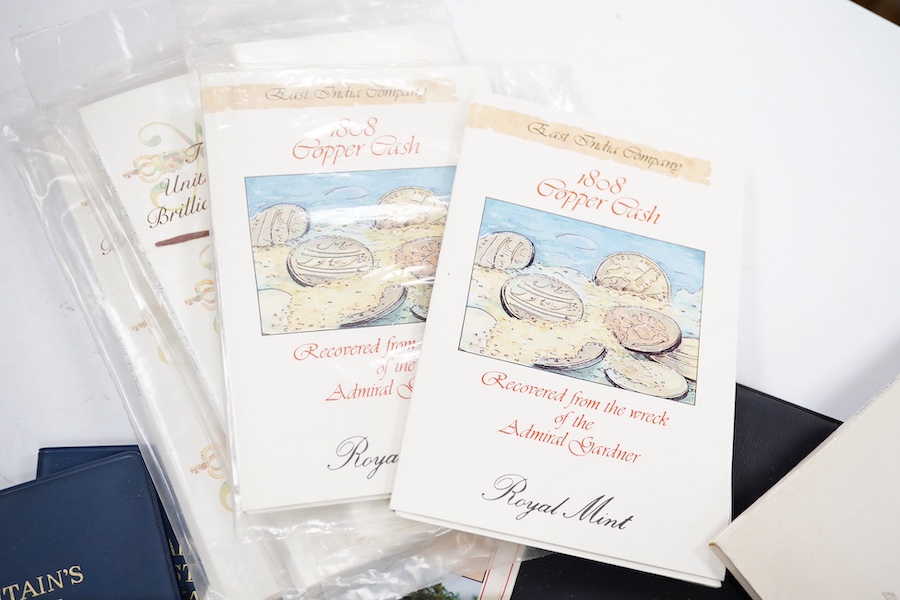 East India Company
1808
Copper Cash
Recovered from
of the
Admiral G
Roya
East India Company
1808
Copper Cash
Recovered from the wreck
of the
Admiral Gardner
Royal Mint
T
Unit
Brillia
TAIN'S